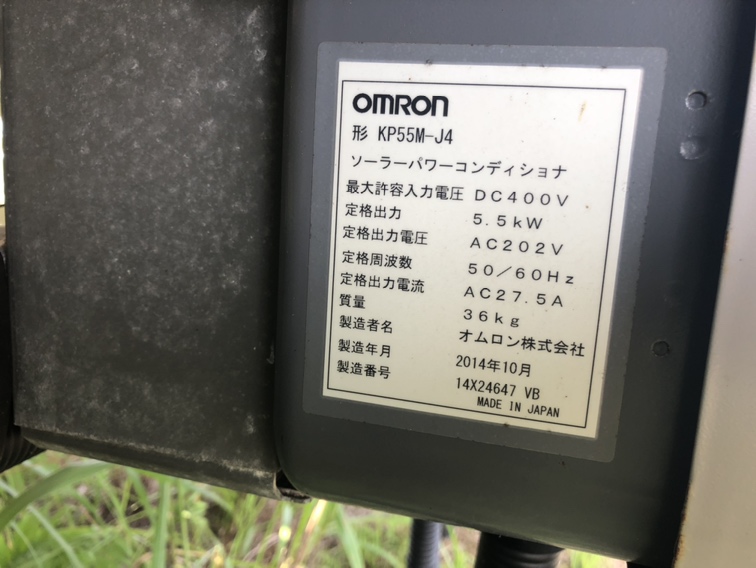 OMRON
形 KP55M-J4
ソーラーパワーコンディショナ
最大許容入力電圧 DC400V
定格出力 5.5kW
定格出力電圧 AC202V
定格周波数 50/60Hz
定格出力電流 AC27.5A
質量 36kg
製造者名 オムロン株式会社
製造年月 2014年10月
製造番号 14X24647 VB
MADE IN JAPAN